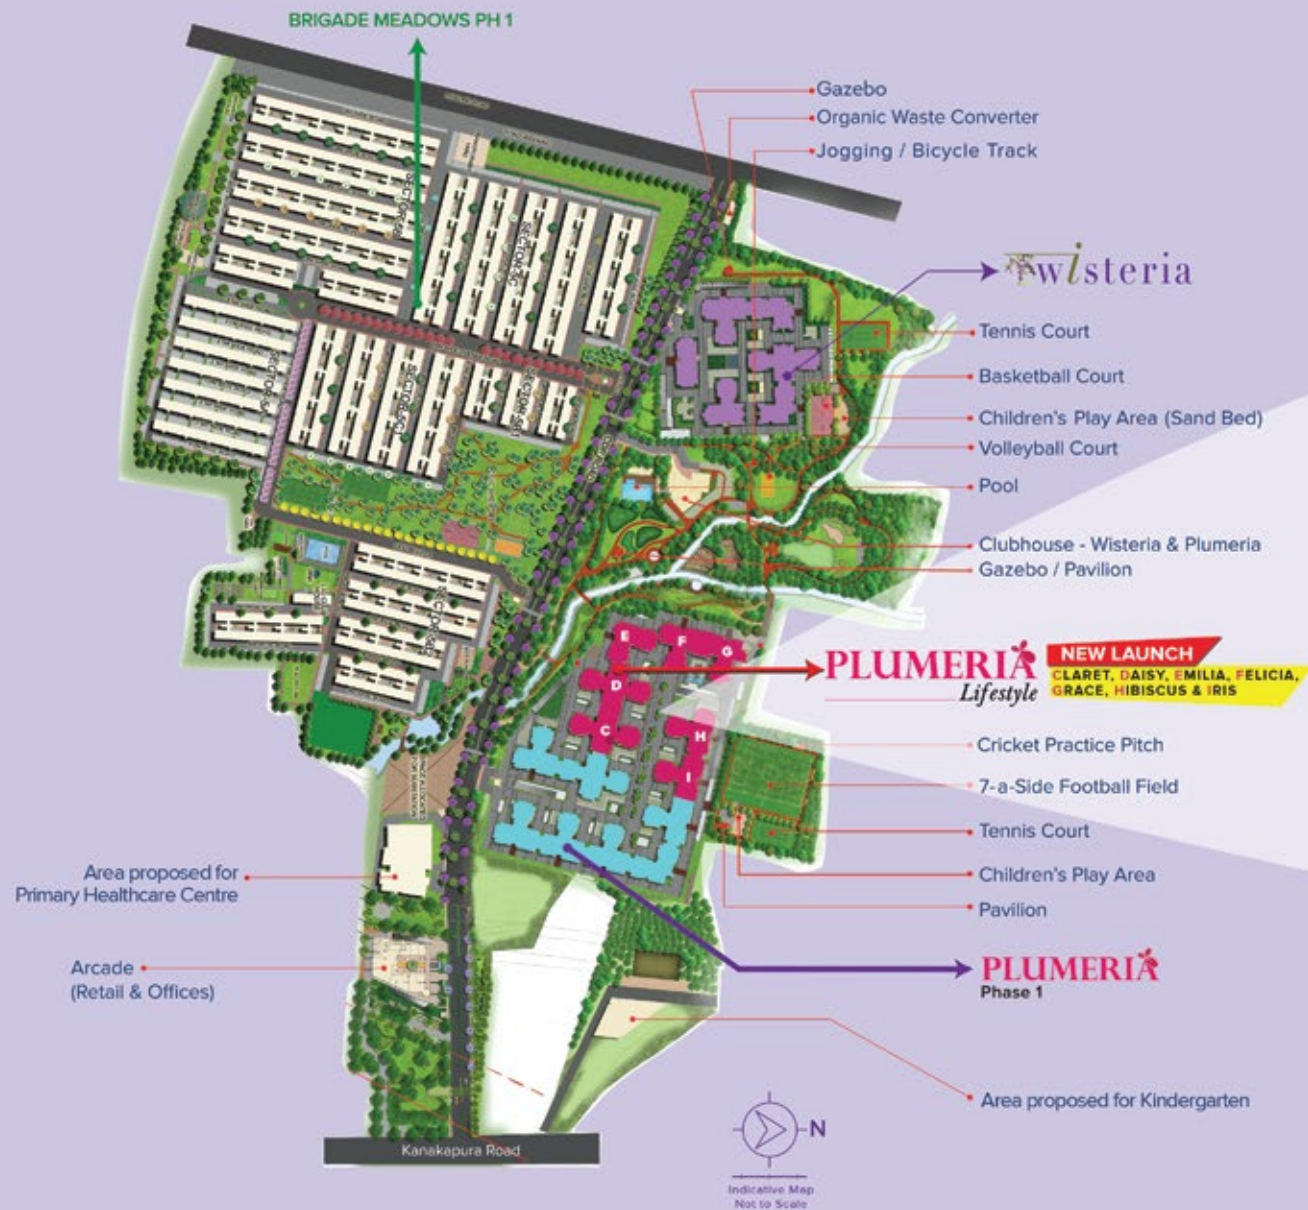 BRIGADE MEADOWS PH 1
Gazebo
Organic Waste Converter
Jogging / Bicycle Track
wisteria
Tennis Court
Basketball Court
Children's Play Area (Sand Bed)
Volleyball Court
Pool
Clubhouse - Wisteria & Plumeria
Gazebo / Pavilion
E
F
G
D
C
H
I
PLUMERIA
Lifestyle
NEW LAUNCH
CLARET, DAISY, EMILIA, FELICIA,
GRACE, HIBISCUS & IRIS
Cricket Practice Pitch
7-a-Side Football Field
Tennis Court
Children's Play Area
Pavilion
PLUMERIA
Phase 1
Area proposed for
Primary Healthcare Centre
Arcade
(Retail & Offices)
Area proposed for Kindergarten
Kanakapura Road
N
Indicative Map
Not to Scale